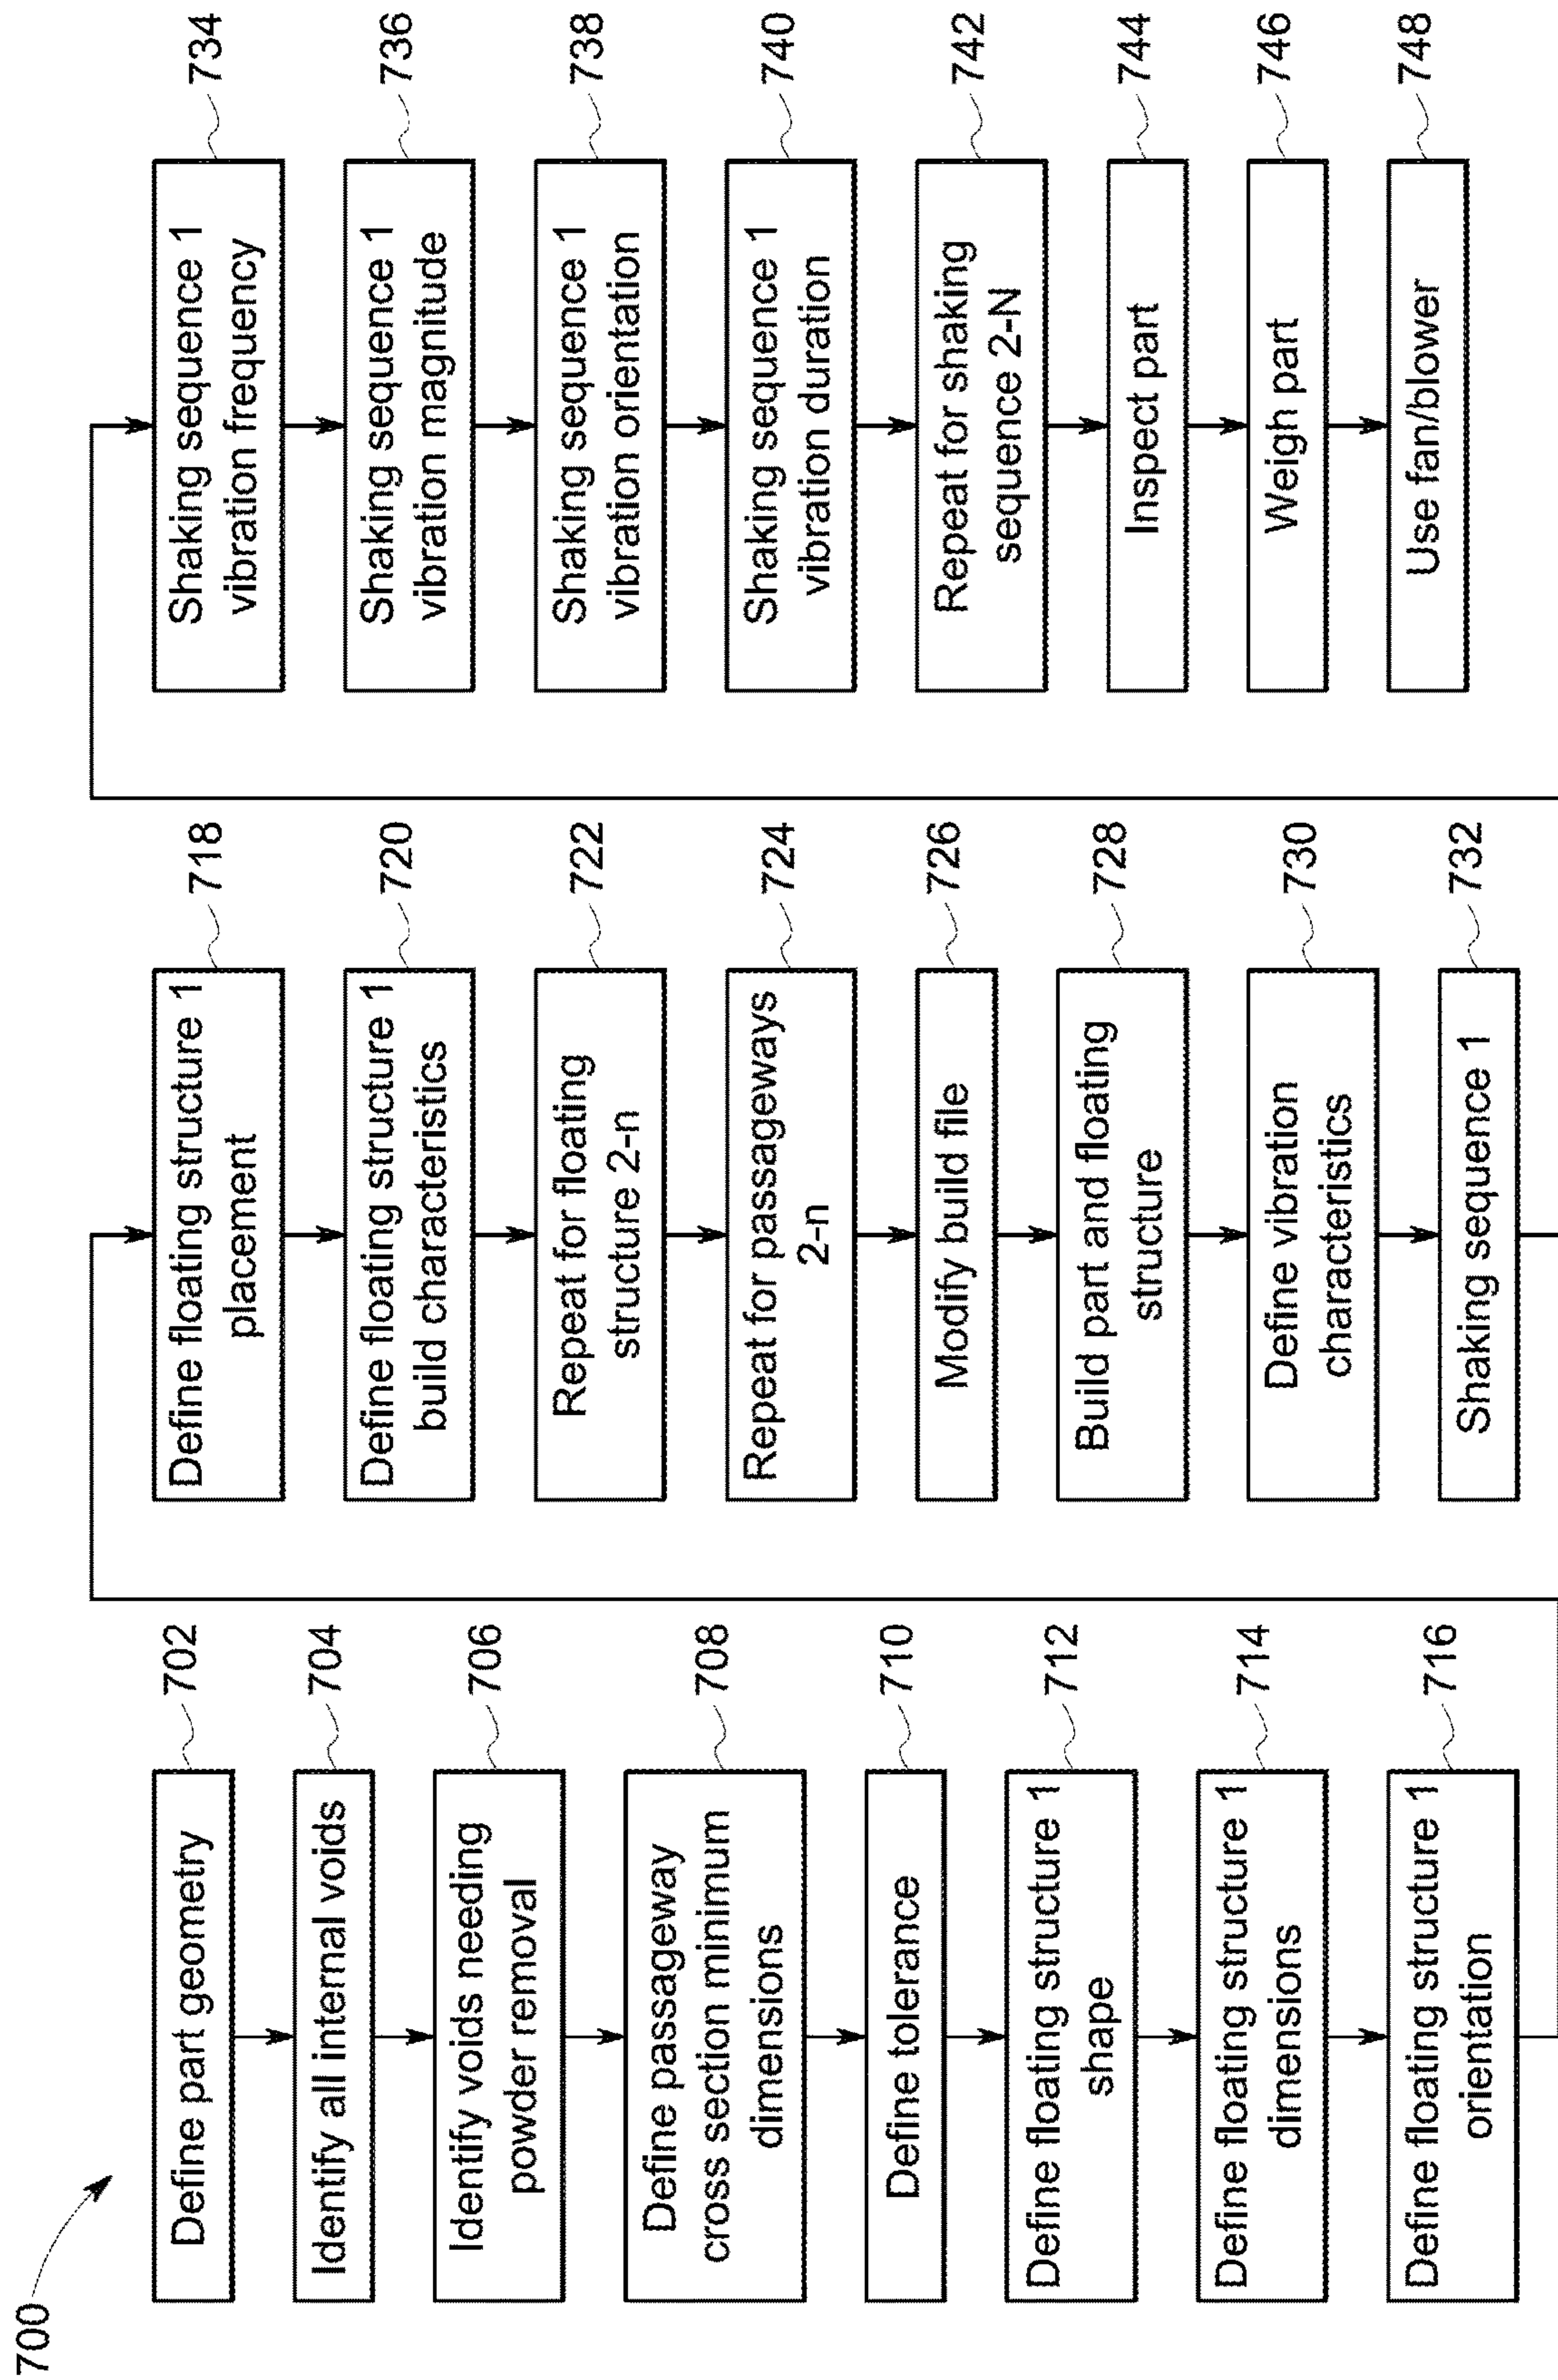 700
Define part geometry
702
Identify all internal voids
704
Identify voids needing
powder removal
706
Define passageway
cross section minimum
dimensions
708
Define tolerance
710
Define floating structure 1
shape
712
Define floating structure 1
dimensions
714
Define floating structure 1
orientation
716
Define floating structure 1
placement
718
Define floating structure 1
build characteristics
720
Repeat for floating
structure 2-n
722
Repeat for passageways
2-n
724
Modify build file
726
Build part and floating
structure
728
Define vibration
characteristics
730
Shaking sequence 1
732
Shaking sequence 1
vibration frequency
734
Shaking sequence 1
vibration magnitude
736
Shaking sequence 1
vibration orientation
738
Shaking sequence 1
vibration duration
740
Repeat for shaking
sequence 2-N
742
Inspect part
744
Weigh part
746
Use fan/blower
748